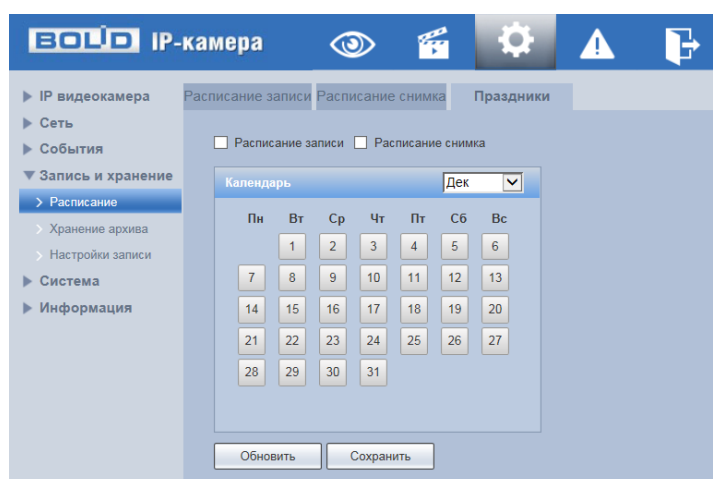 BOLID IP-камера
IP видеокамера
Сеть
События
Запись и хранение
Расписание
Хранение архива
Настройки записи
Система
Информация
Расписание записи Расписание снимка Праздники
Расписание записи Расписание снимка
Календарь Дек
Пн Вт Ср Чт Пт Сб Вс
1 2 3 4 5 6
7 8 9 10 11 12 13
14 15 16 17 18 19 20
21 22 23 24 25 26 27
28 29 30 31
Обновить Сохранить